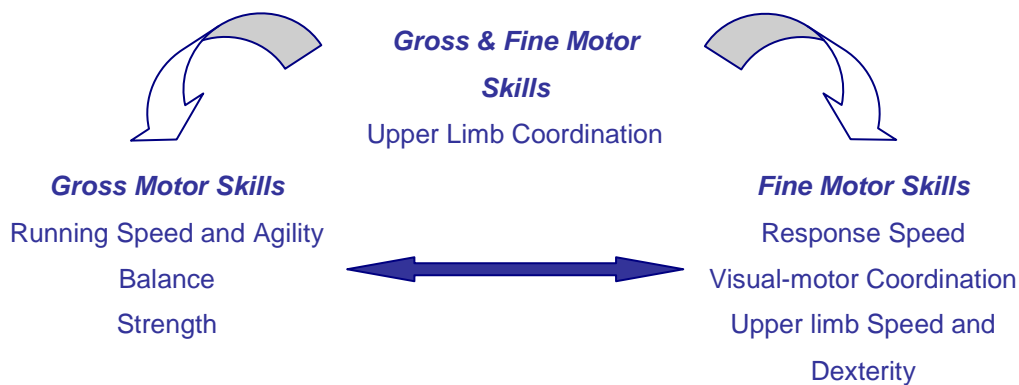 Gross & Fine Motor
Skills
Upper Limb Coordination
Gross Motor Skills
Running Speed and Agility
Balance
Strength
Fine Motor Skills
Response Speed
Visual-motor Coordination
Upper limb Speed and
Dexterity